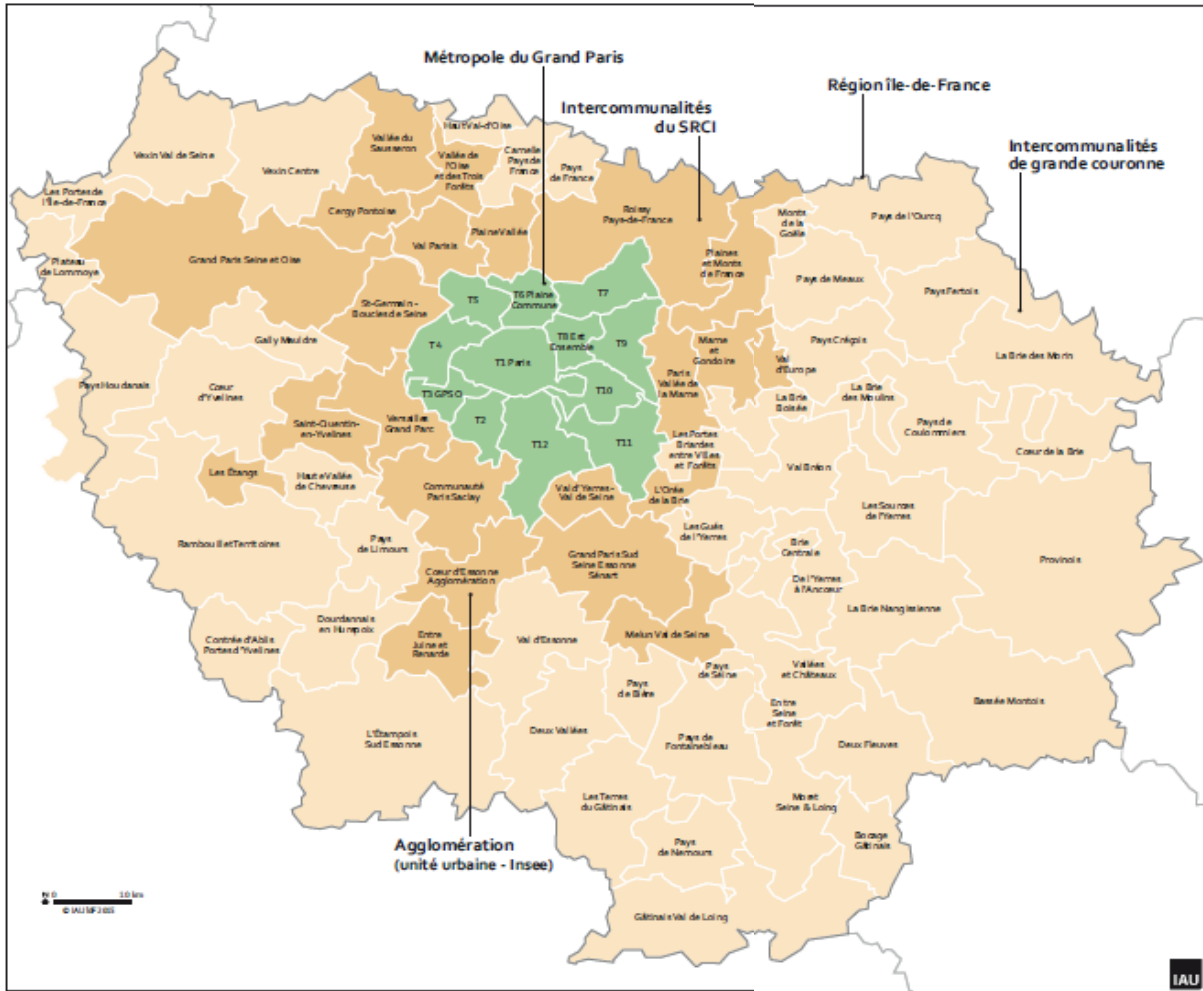 Métropole du Grand Paris
Intercommunalités
du SRCI
Région île-de-France
Intercommunalités
de grande couronne
Haut Val-d'Oise
Vallée du
Sausseron
Vexin Val de Seine
Vexin Centre
Vallée de
l'Oise
et des Trois
Forêts
Carnelle
Pays de
France
Pays
de France
Les Portes de
l'Île-de-France
Cergy Pontoise
Roissy
Pays-de-France
Monts
de la
Goële
Pays de l'Ourcq
Val Parisis
Plaine Vallée
Plaines
et Monts
de France
Plateau
de Lommoye
Grand Paris Seine et Oise
Pays de Meaux
Pays Fertois
St-Germain -
Boucles de Seine
T5
T6 Plaine
Commune
T7
Gally Mauldre
T4
T1 Paris
T8 Est
Ensemble
T9
Marne
et
Gondoire
Val
d'Europe
Pays Créçois
La Brie des Morin
Pays Houdanais
Cœur
d'Yvelines
T3 GPSO
T10
Paris
Vallée de
la Marne
La Brie
Boisée
La Brie
des Moulins
Saint-Quentin-
en-Yvelines
Versailles
Grand Parc
T2
T12
T11
Pays de
Coulommiers
Cœur de la Brie
Les Portes
Briardes
entre Villes
et Forêts
Val Bréon
Les Étangs
Haute Vallée
de Chevreuse
Communauté
Paris Saclay
Val d'Yerres-
Val de Seine
L'Orée
de la Brie
Les Sources
de l'Yerres
Rambouillet Territoires
Pays
de Limours
Les Gués
de l'Yerres
Brie
Centrale
Provinois
Cœur d'Essonne
Agglomération
Grand Paris Sud
Seine Essonne
Sénart
De l'Yerres
à l'Ancœur
La Brie Nangissienne
Contrée d'Ablis
Portes d'Yvelines
Dourdannais
en Hurepoix
Entre
Juine et
Renarde
Val d'Essonne
Melun Val de Seine
Pays
de Bière
Pays
de Seine
Vallées
et Châteaux
Bassée Montois
L'Étampois
Sud Essonne
Deux Vallées
Pays de
Fontainebleau
Entre
Seine
et Forêt
Deux Fleuves
Les Terres
du Gâtinais
Moret
Seine & Loing
Agglomération
(unité urbaine - Insee)
Pays
de Nemours
Bocage
Gâtinais
Gâtinais Val de Loing
N 0 10 km
© IAU îdF 2015
IAU